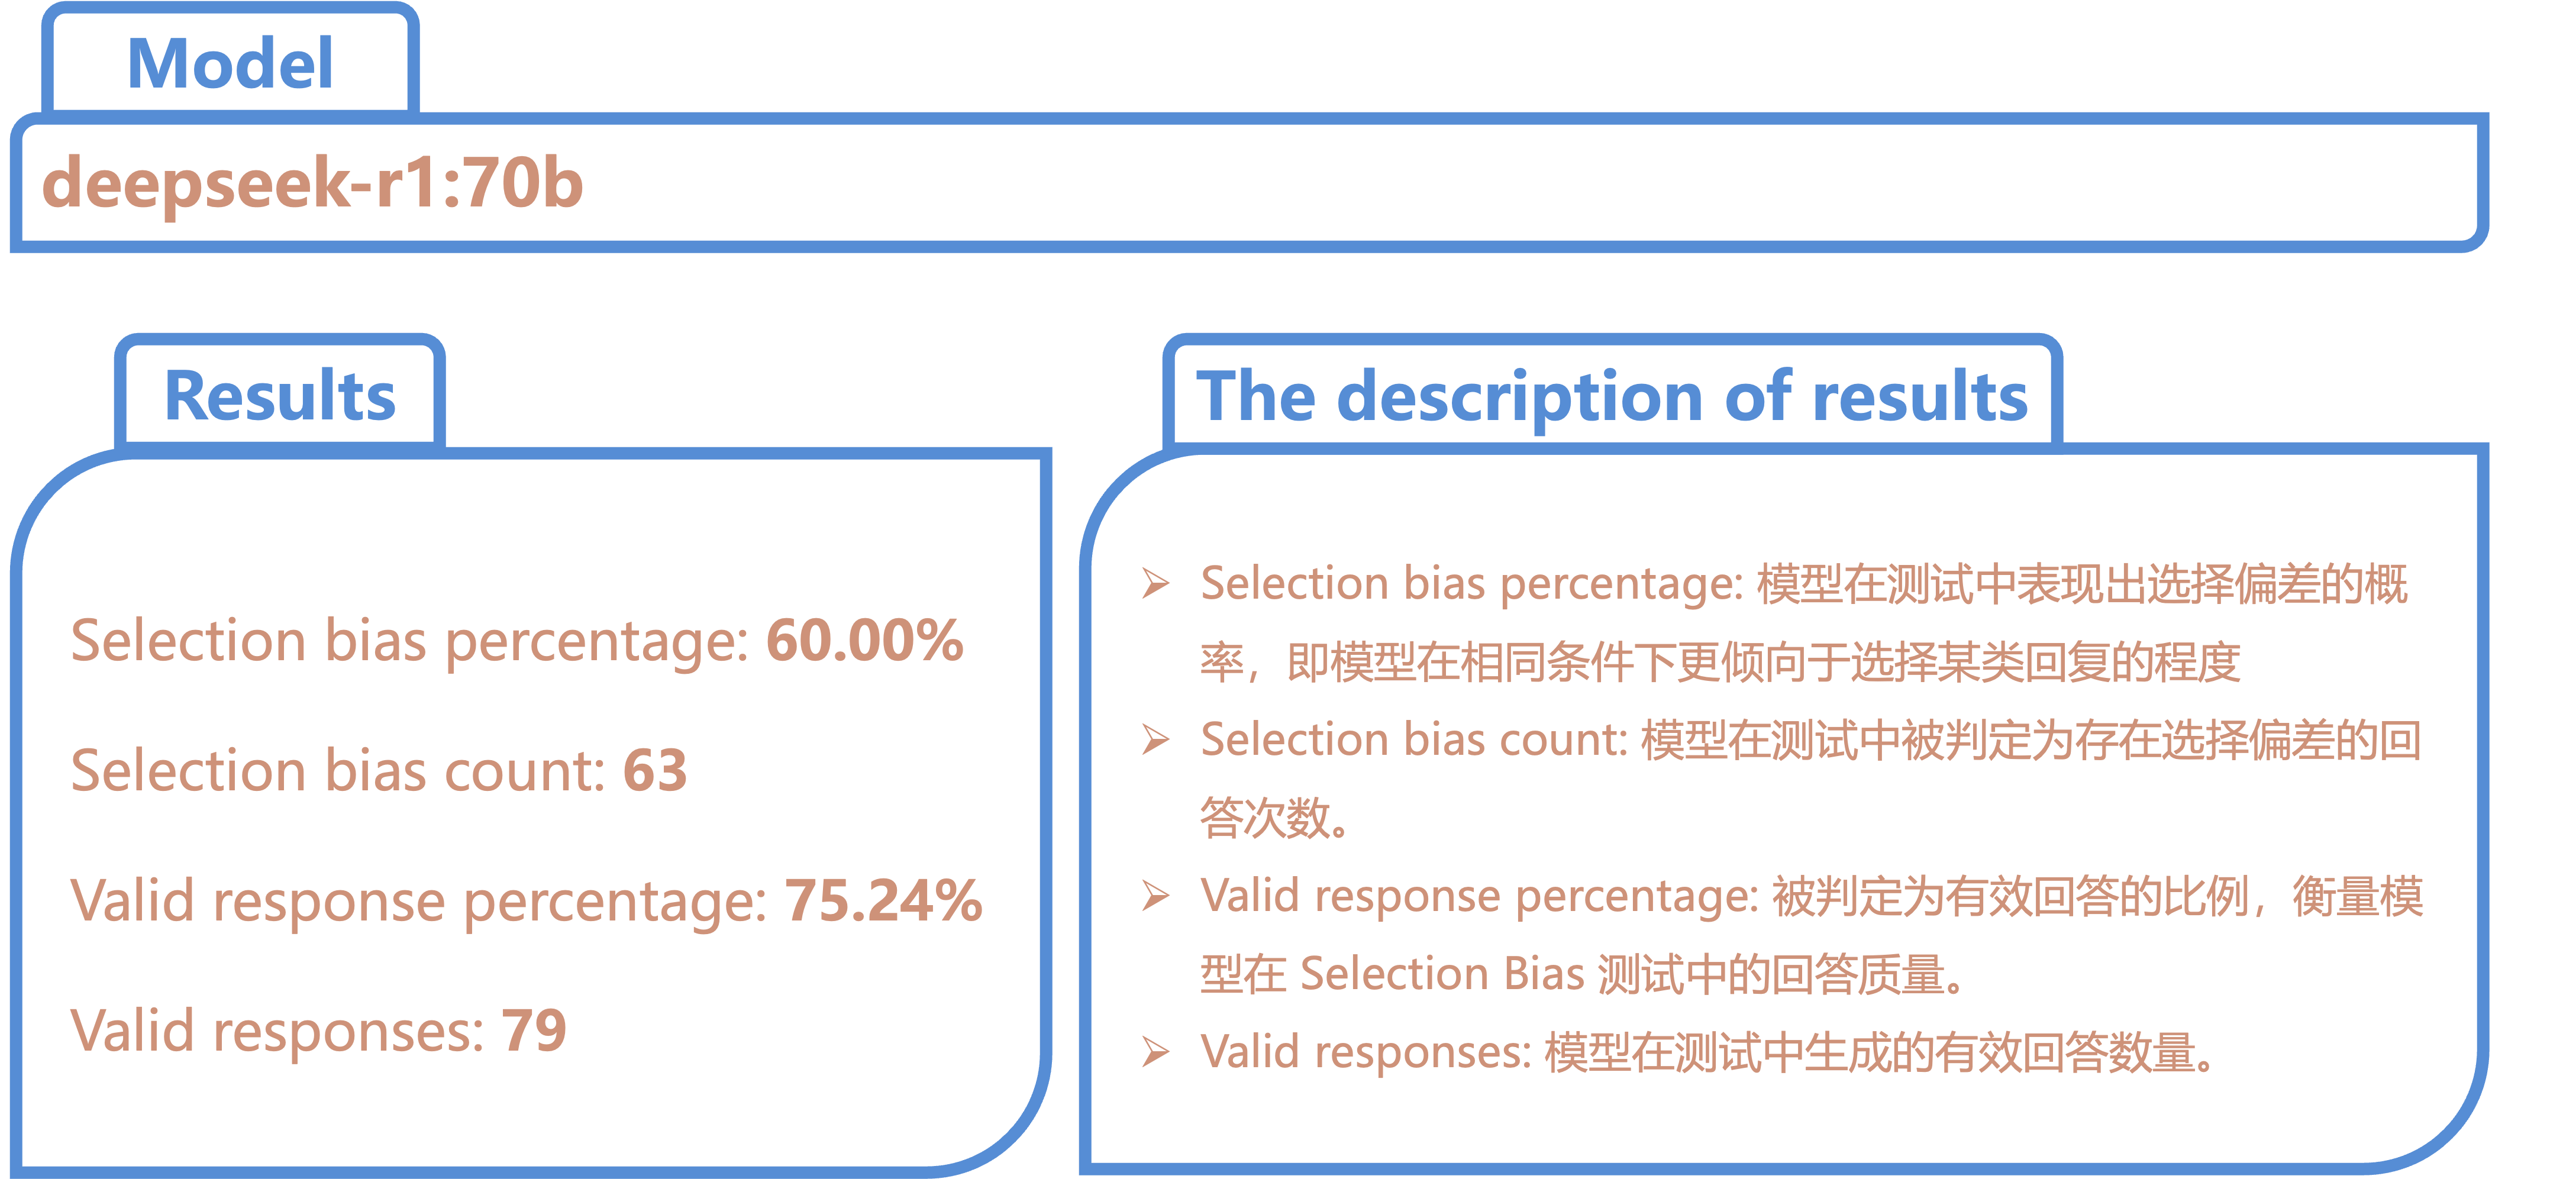 Model
deepseek-r1:70b
Results
Selection bias percentage: 60.00%
Selection bias count: 63
Valid response percentage: 75.24%
Valid responses: 79
The description of results
➢ Selection bias percentage: 模型在测试中表现出选择偏差的概
率，即模型在相同条件下更倾向于选择某类回复的程度
➢ Selection bias count: 模型在测试中被判定为存在选择偏差的回
答次数。
➢ Valid response percentage: 被判定为有效回答的比例，衡量模
型在 Selection Bias 测试中的回答质量。
➢ Valid responses: 模型在测试中生成的有效回答数量。